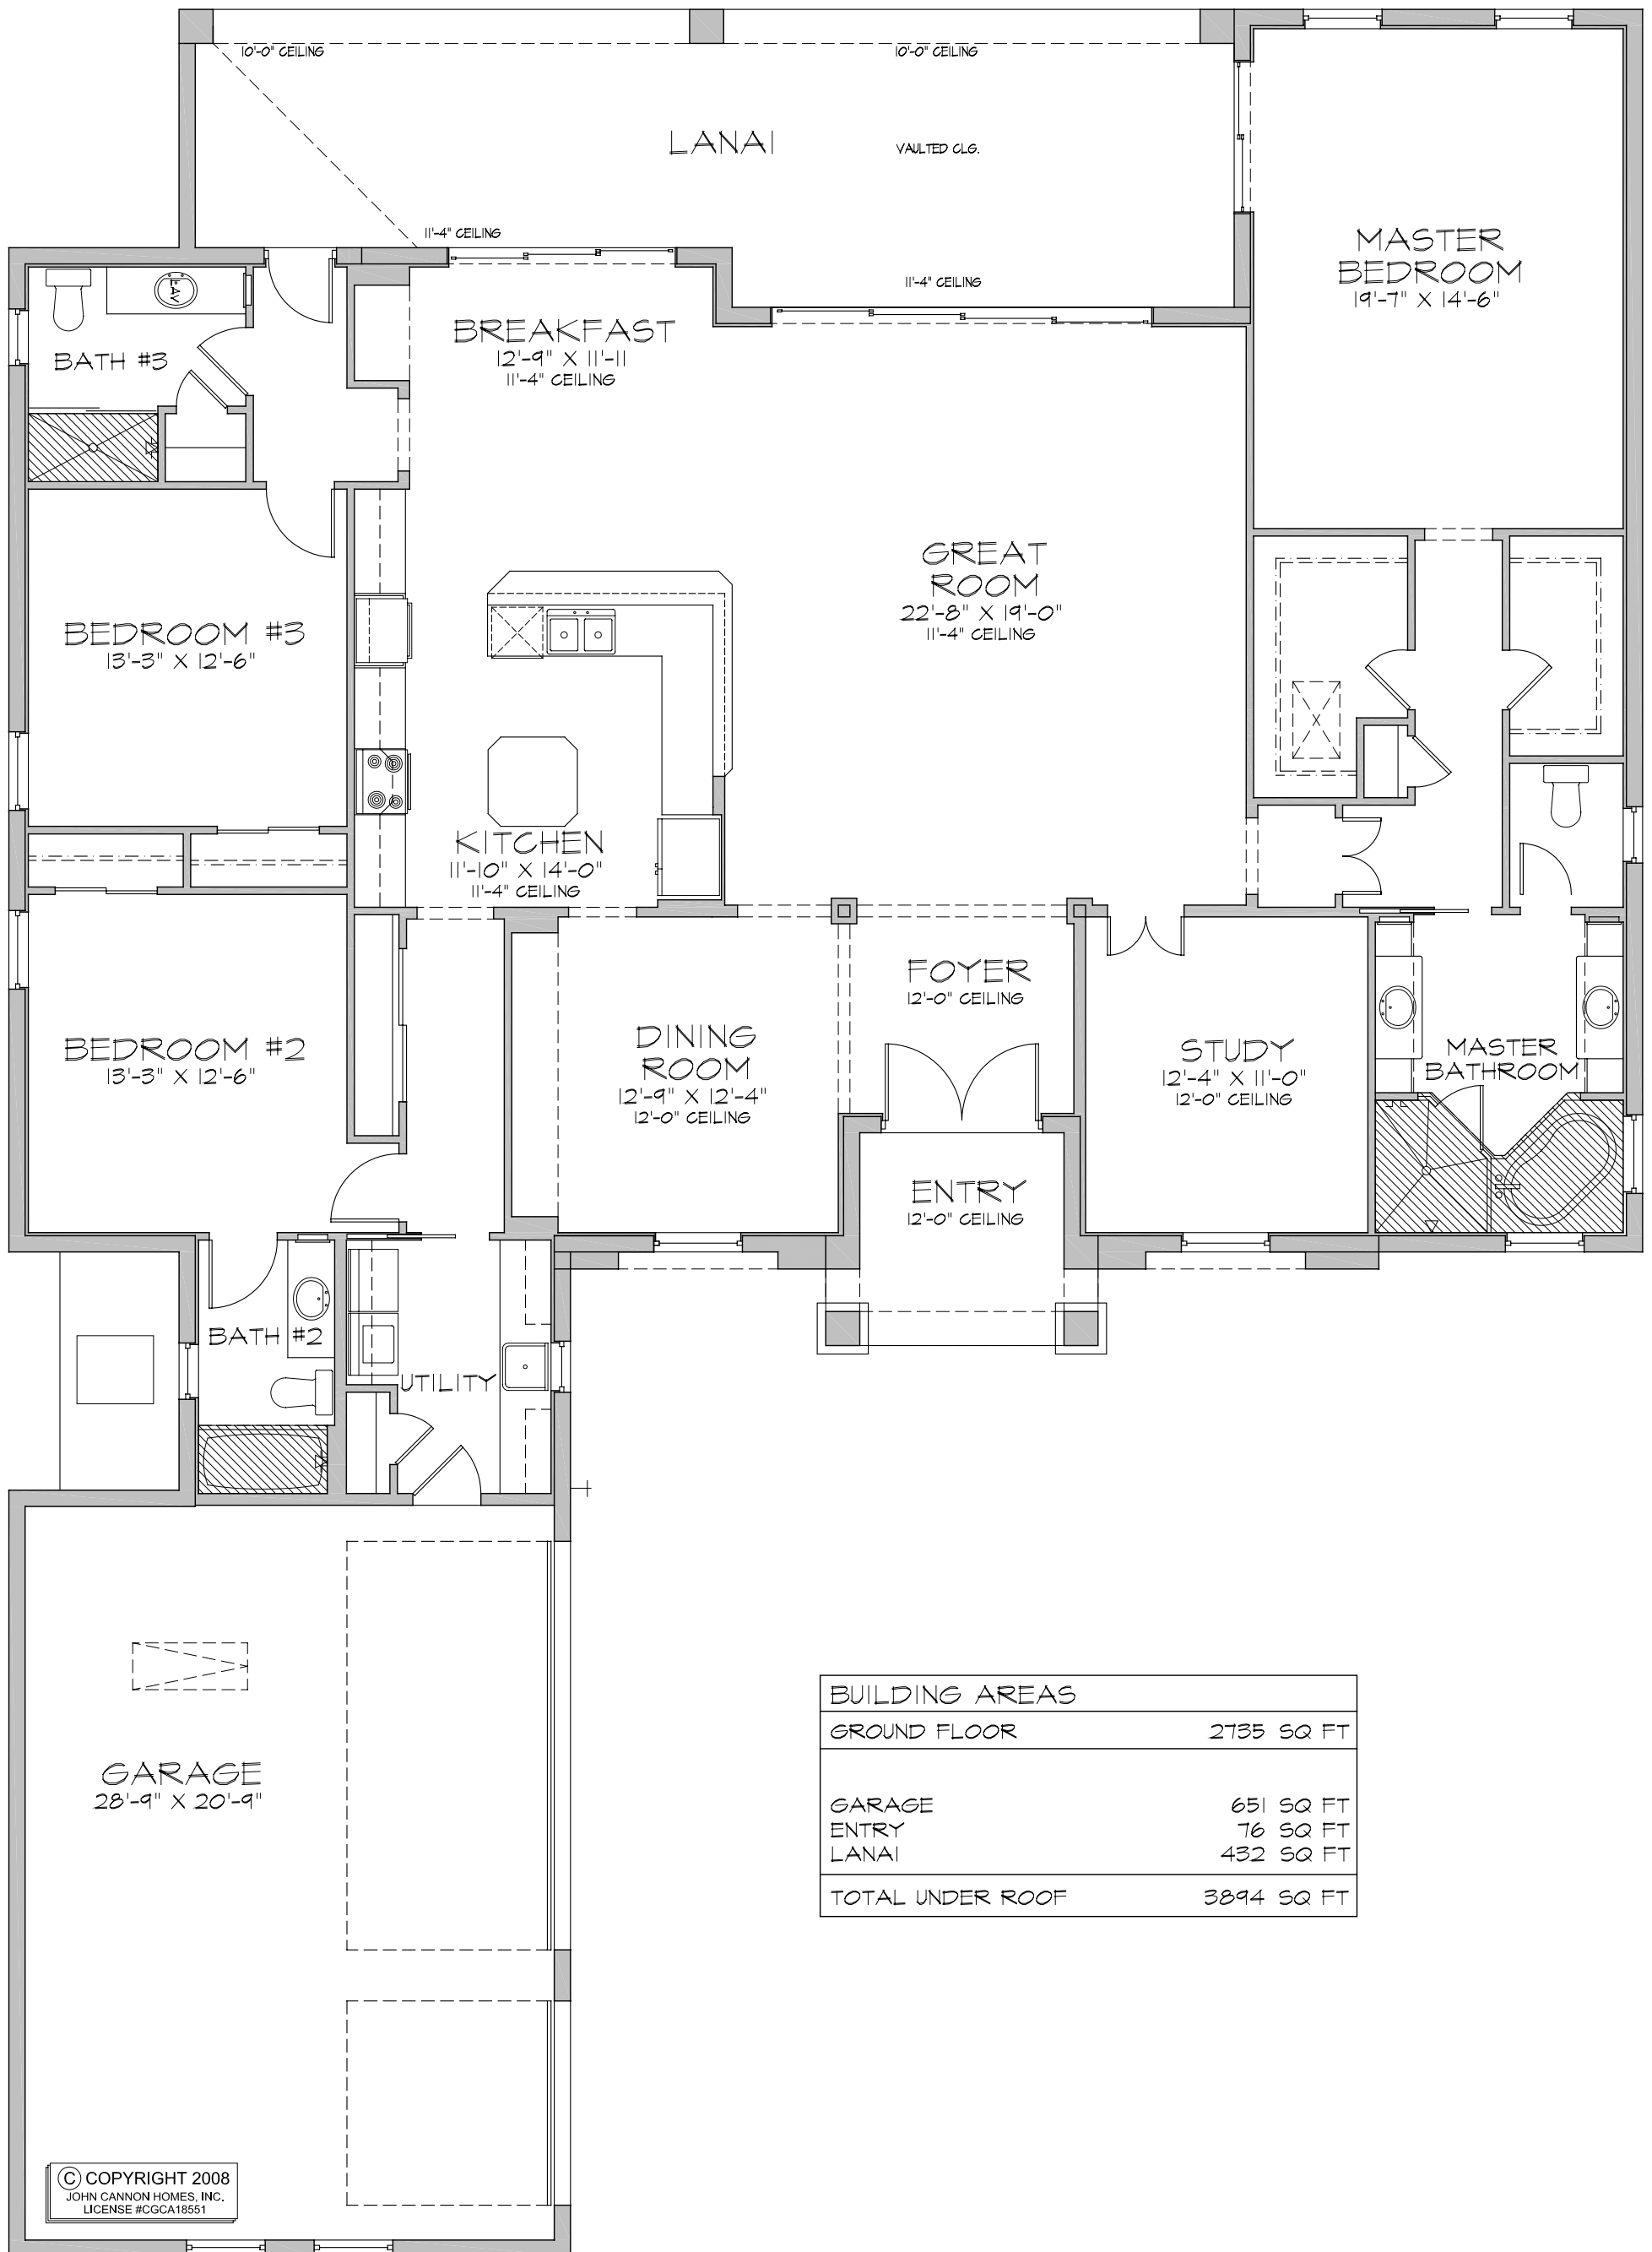 10'-0" CEILING
10'-0" CEILING
LANAI
VAULTED CLG.
11'-4" CEILING
11'-4" CEILING
MASTER
BEDROOM
19'-7" X 14'-6"
LAV
BATH #3
BREAKFAST
12'-9" X 11'-11
11'-4" CEILING
GREAT
ROOM
22'-8" X 19'-0"
11'-4" CEILING
BEDROOM #3
13'-3" X 12'-6"
KITCHEN
11'-10" X 14'-0"
11'-4" CEILING
FOYER
12'-0" CEILING
BEDROOM #2
13'-3" X 12'-6"
DINING
ROOM
12'-9" X 12'-4"
12'-0" CEILING
STUDY
12'-4" X 11'-0"
12'-0" CEILING
MASTER
BATHROOM
ENTRY
12'-0" CEILING
BATH #2
UTILITY
GARAGE
28'-9" X 20'-9"
BUILDING AREAS
GROUND FLOOR 2735 SQ FT
GARAGE 651 SQ FT
ENTRY 76 SQ FT
LANAI 432 SQ FT
TOTAL UNDER ROOF 3894 SQ FT
© COPYRIGHT 2008
JOHN CANNON HOMES, INC.
LICENSE #CGCA18551